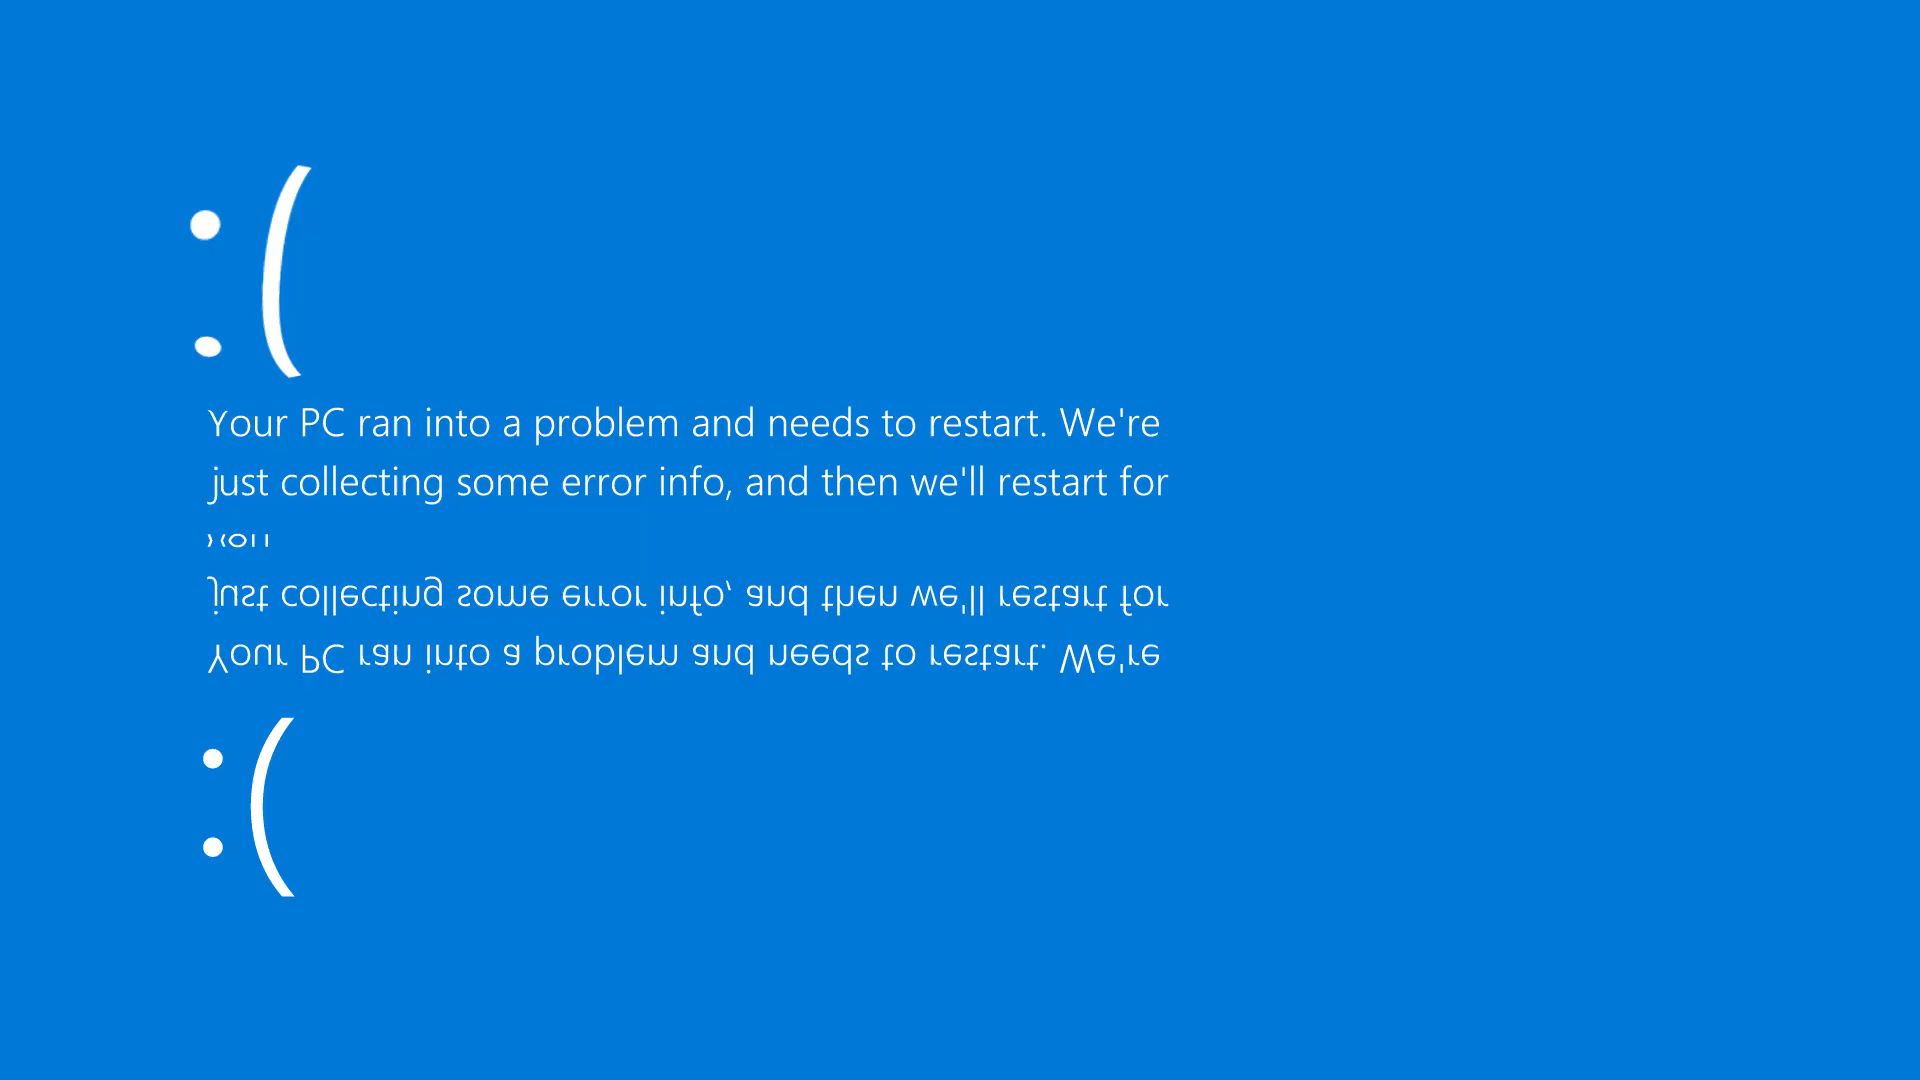 :(
Your PC ran into a problem and needs to restart. We're
just collecting some error info, and then we'll restart for
just collecting some error info, and then we'll restart for
Your PC ran into a problem and needs to restart. We're
:(